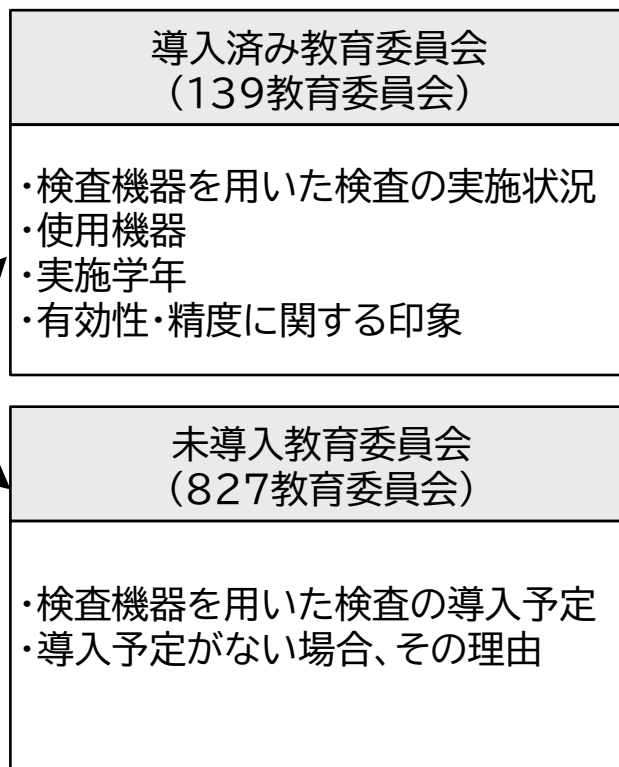 導入済み教育委員会
(139教育委員会)
・検査機器を用いた検査の実施状況
・使用機器
・実施学年
・有効性・精度に関する印象
未導入教育委員会
(827教育委員会)
・検査機器を用いた検査の導入予定
・導入予定がない場合、その理由